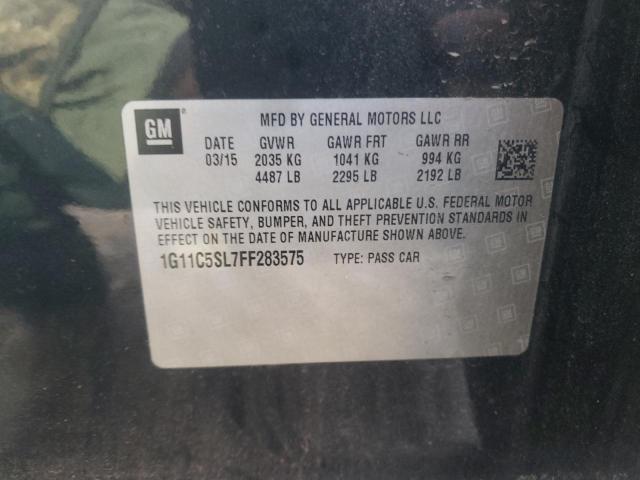 GM
MFD BY GENERAL MOTORS LLC
DATE GVWR GAWR FRT GAWR RR
03/15 2035 KG 1041 KG 994 KG
4487 LB 2295 LB 2192 LB
THIS VEHICLE CONFORMS TO ALL APPLICABLE U.S. FEDERAL MOTOR
VEHICLE SAFETY, BUMPER, AND THEFT PREVENTION STANDARDS IN
EFFECT ON THE DATE OF MANUFACTURE SHOWN ABOVE.
1G11C5SL7FF283575 TYPE: PASS CAR